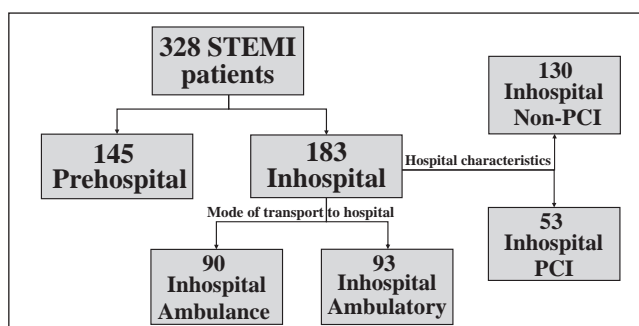 328 STEMI
patients
145
Prehospital
183
Inhospital
Hospital characteristics
130
Inhospital
Non-PCI
53
Inhospital
PCI
Mode of transport to hospital
90
Inhospital
Ambulance
93
Inhospital
Ambulatory